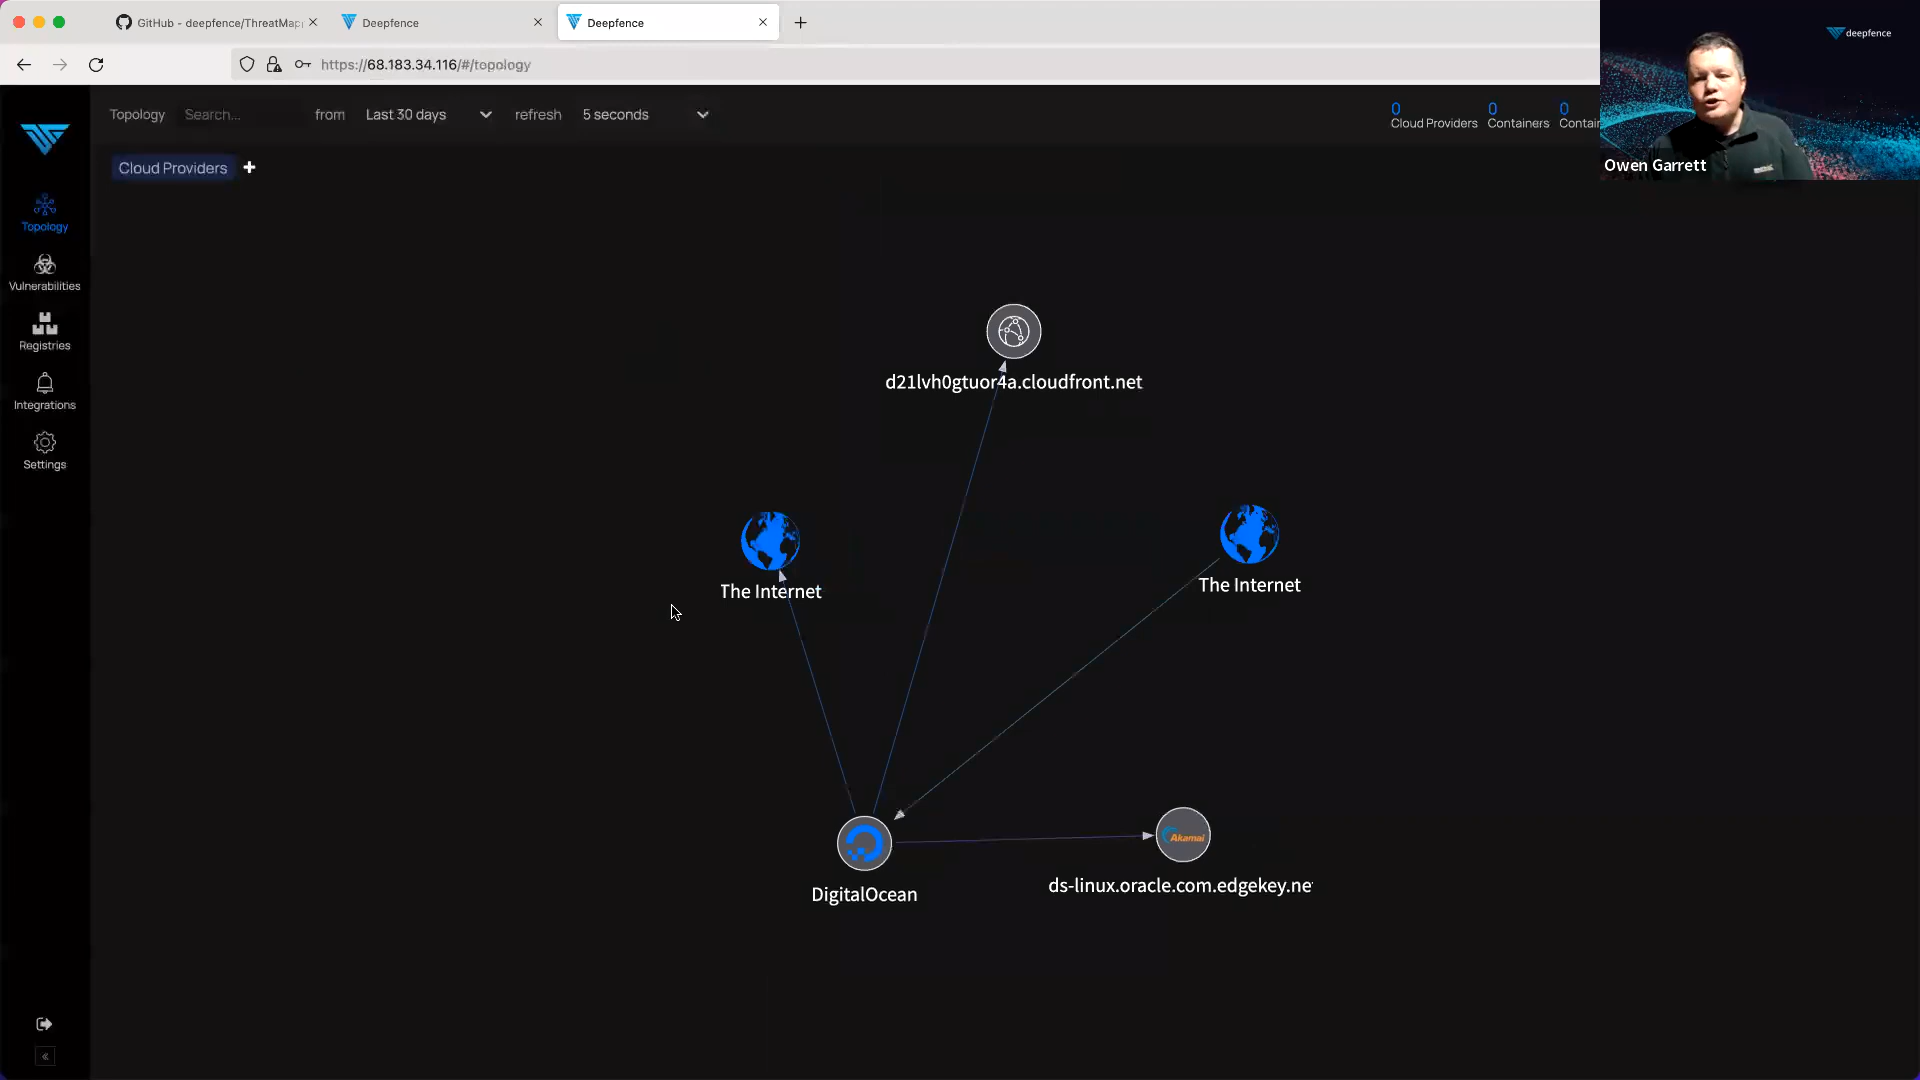 GitHub - deepfence/ThreatMap
Deepfence
Deepfence
https://68.183.34.116/#/topology
deepfence
Owen Garrett
Topology
Search...
from
Last 30 days
refresh
5 seconds
0
Cloud Providers
0
Containers
0
Contai
Cloud Providers
Topology
Vulnerabilities
Registries
Integrations
Settings
d21lvh0gtuor4a.cloudfront.net
The Internet
The Internet
DigitalOcean
Akamai
ds-linux.oracle.com.edgekey.ne